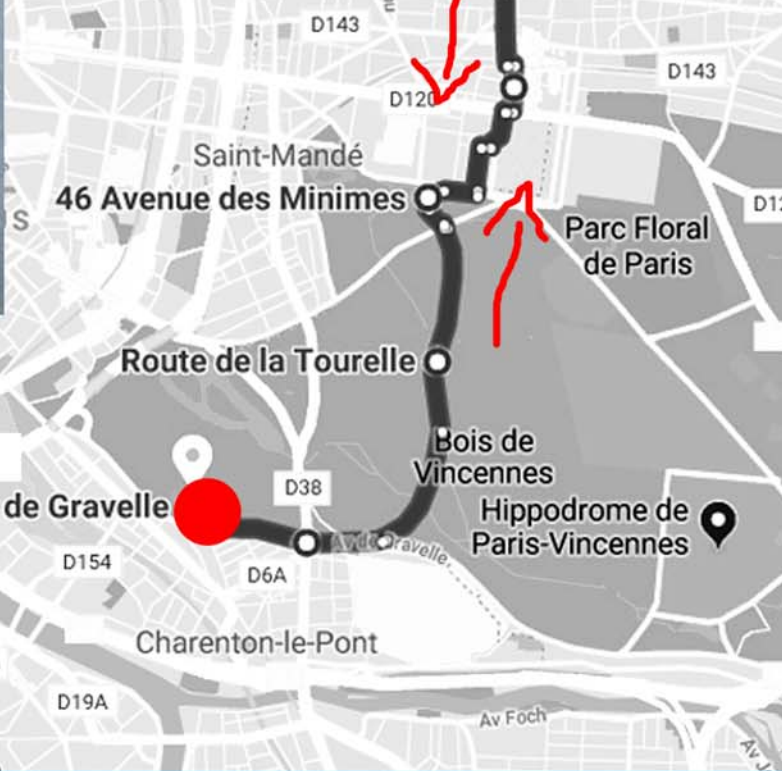 D143
D143
D120
Saint-Mandé
46 Avenue des Minimes
S
Parc Floral
de Paris
Route de la Tourelle
Bois de
Vincennes
D38
de Gravelle
Hippodrome de
Paris-Vincennes
Av de Gravelle
D154
D6A
Charenton-le-Pont
D19A
Av Foch